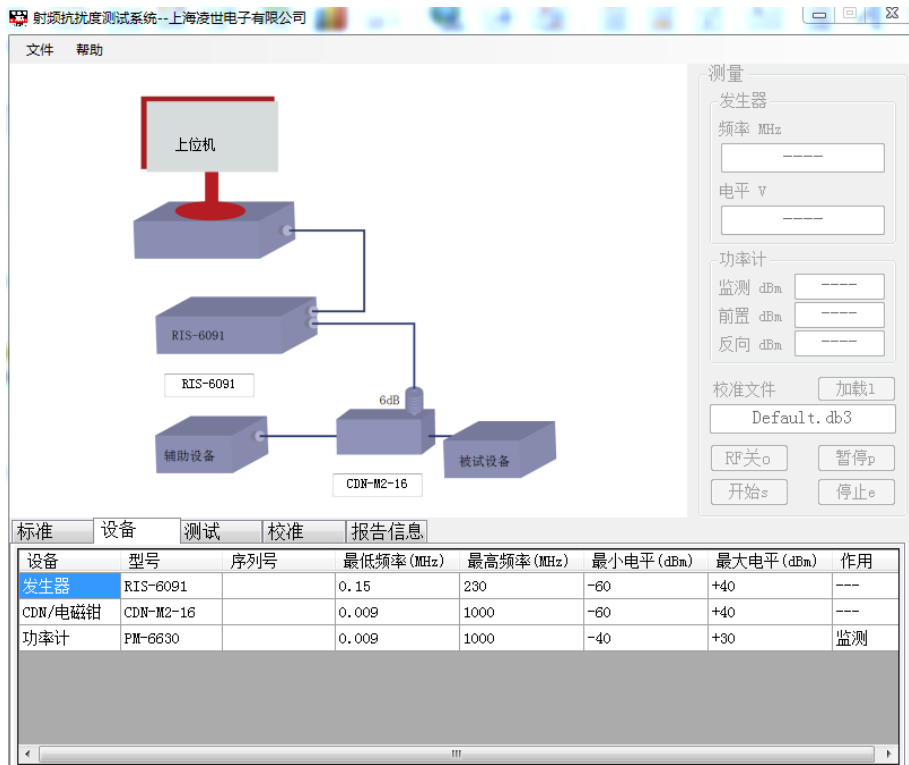 射频抗扰度测试系统--上海凌世电子有限公司
文件 帮助
上位机
RIS-6091
RIS-6091
6dB
辅助设备
被试设备
CDN-M2-16
测量
发生器
频率 MHz
----
电平 V
----
功率计
监测 dBm ----
前置 dBm ----
反向 dBm ----
校准文件 加载l
Default.db3
RF关o 暂停p
开始s 停止e
标准 设备 测试 校准 报告信息
设备 型号 序列号 最低频率(MHz) 最高频率(MHz) 最小电平(dBm) 最大电平(dBm) 作用
发生器 RIS-6091 0.15 230 -60 +40 ---
CDN/电磁钳 CDN-M2-16 0.009 1000 -60 +40 ---
功率计 PM-6630 0.009 1000 -40 +30 监测